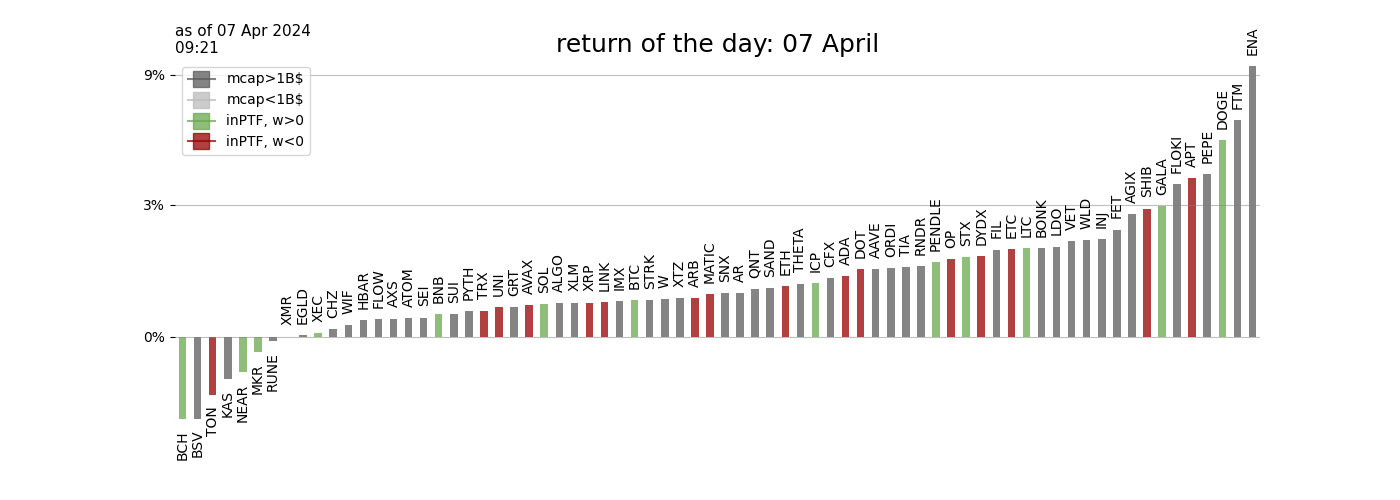 as of 07 Apr 2024
09:21
return of the day: 07 April
mcap>1B$
mcap<1B$
inPTF, w>0
inPTF, w<0
9%
3%
0%
BCH
BSV
TON
KAS
NEAR
MKR
RUNE
XMR
EGLD
XEC
CHZ
WIF
HBAR
FLOW
AXS
ATOM
SEI
BNB
SUI
PYTH
TRX
UNI
GRT
AVAX
SOL
ALGO
XLM
XRP
LINK
IMX
BTC
STRK
W
XTZ
ARB
MATIC
SNX
AR
QNT
SAND
ETH
THETA
ICP
CFX
ADA
DOT
AAVE
ORDI
TIA
RNDR
PENDLE
OP
STX
DYDX
FIL
ETC
LTC
BONK
LDO
VET
WLD
INJ
FET
AGIX
SHIB
GALA
FLOKI
APT
PEPE
DOGE
FTM
ENA